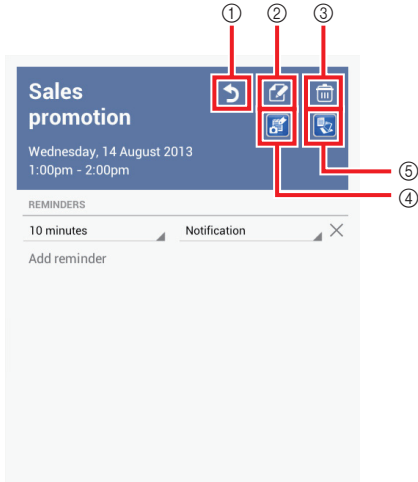 ① ② ③
Sales
promotion
Wednesday, 14 August 2013
1:00pm - 2:00pm
⑤
④
REMINDERS
10 minutes Notification
Add reminder